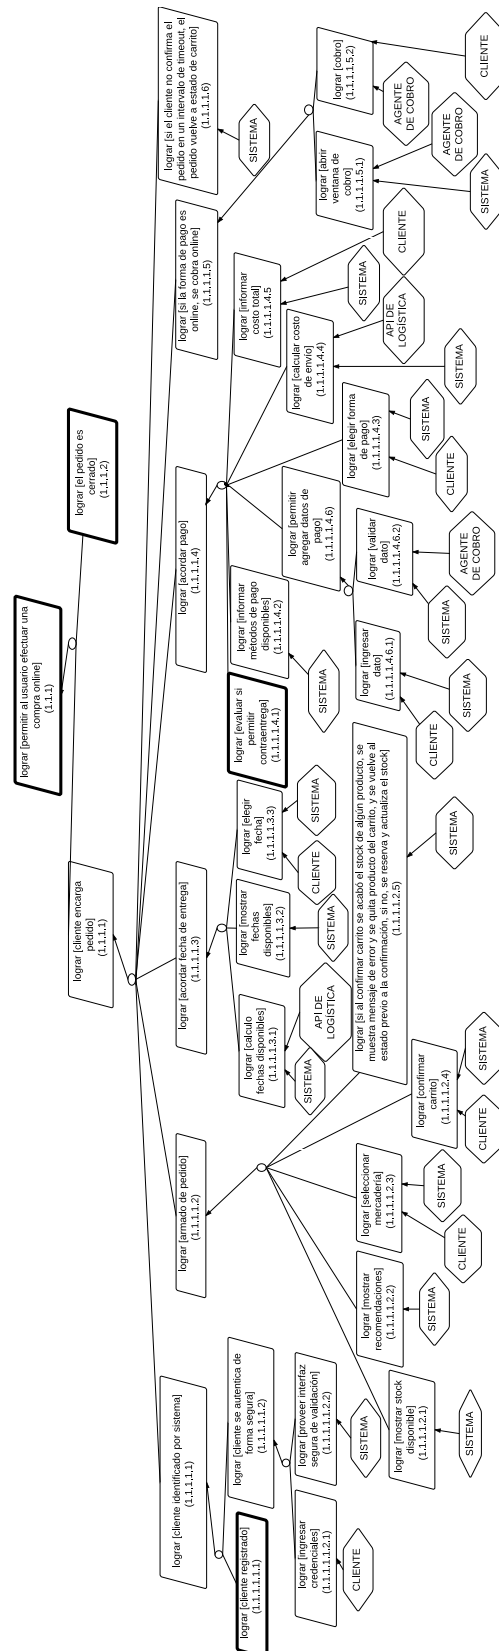 lograr [permitir al usuario efectuar una
compra online]
(1.1.1)
lograr [cliente encarga
pedido]
(1.1.1.1)
lograr [el pedido es
cerrado]
(1.1.1.2)
lograr [cliente identificado por sistema]
(1.1.1.1.1)
lograr [armado de pedido]
(1.1.1.1.2)
lograr [acordar fecha de entrega]
(1.1.1.1.3)
lograr [acordar pago]
(1.1.1.1.4)
lograr [si la forma de pago es
online, se cobra online]
(1.1.1.1.5)
lograr [si el cliente no confirma el
pedido en un intervalo de timeout, el
pedido vuelve a estado de carrito]
(1.1.1.1.6)
SISTEMA
lograr [cliente registrado]
(1.1.1.1.1.1)
lograr [cliente se autentica de
forma segura]
(1.1.1.1.1.2)
lograr [ingresar
credenciales]
(1.1.1.1.1.2.1)
CLIENTE
lograr [proveer interfaz
segura de validación]
(1.1.1.1.1.2.2)
SISTEMA
lograr [mostrar stock
disponible]
(1.1.1.1.2.1)
SISTEMA
lograr [mostrar
recomendaciones]
(1.1.1.1.2.2)
SISTEMA
lograr [seleccionar
mercadería]
(1.1.1.1.2.3)
CLIENTE
SISTEMA
lograr [confirmar
carrito]
(1.1.1.1.2.4)
CLIENTE
SISTEMA
lograr [si al confirmar carrito se acabó el stock de algún producto, se
muestra mensaje de error y se quita producto del carrito, y se vuelve al
estado previo a la confirmación, si no, se reserva y actualiza el stock]
(1.1.1.1.2.5)
SISTEMA
lograr [calculo
fechas disponibles]
(1.1.1.1.3.1)
SISTEMA
API DE
LOGÍSTICA
lograr [mostrar
fechas
disponibles]
(1.1.1.1.3.2)
SISTEMA
lograr [elegir
fecha]
(1.1.1.1.3.3)
CLIENTE
SISTEMA
lograr [evaluar si
permitir
contraentrega]
(1.1.1.1.4.1)
lograr [informar
métodos de pago
disponibles]
(1.1.1.1.4.2)
SISTEMA
lograr [permitir
agregar datos de
pago]
(1.1.1.1.4.6)
lograr [ingresar
dato]
(1.1.1.1.4.6.1)
CLIENTE
SISTEMA
lograr [validar
dato]
(1.1.1.1.4.6.2)
SISTEMA
AGENTE
DE COBRO
lograr [elegir forma
de pago]
(1.1.1.1.4.3)
CLIENTE
SISTEMA
lograr [calcular costo
de envío]
(1.1.1.1.4.4)
SISTEMA
API DE
LOGÍSTICA
lograr [informar
costo total]
(1.1.1.1.4.5
SISTEMA
CLIENTE
lograr [abrir
ventana de
cobro]
(1.1.1.1.5.1)
SISTEMA
AGENTE
DE COBRO
lograr [cobro]
(1.1.1.1.5.2)
AGENTE
DE COBRO
CLIENTE